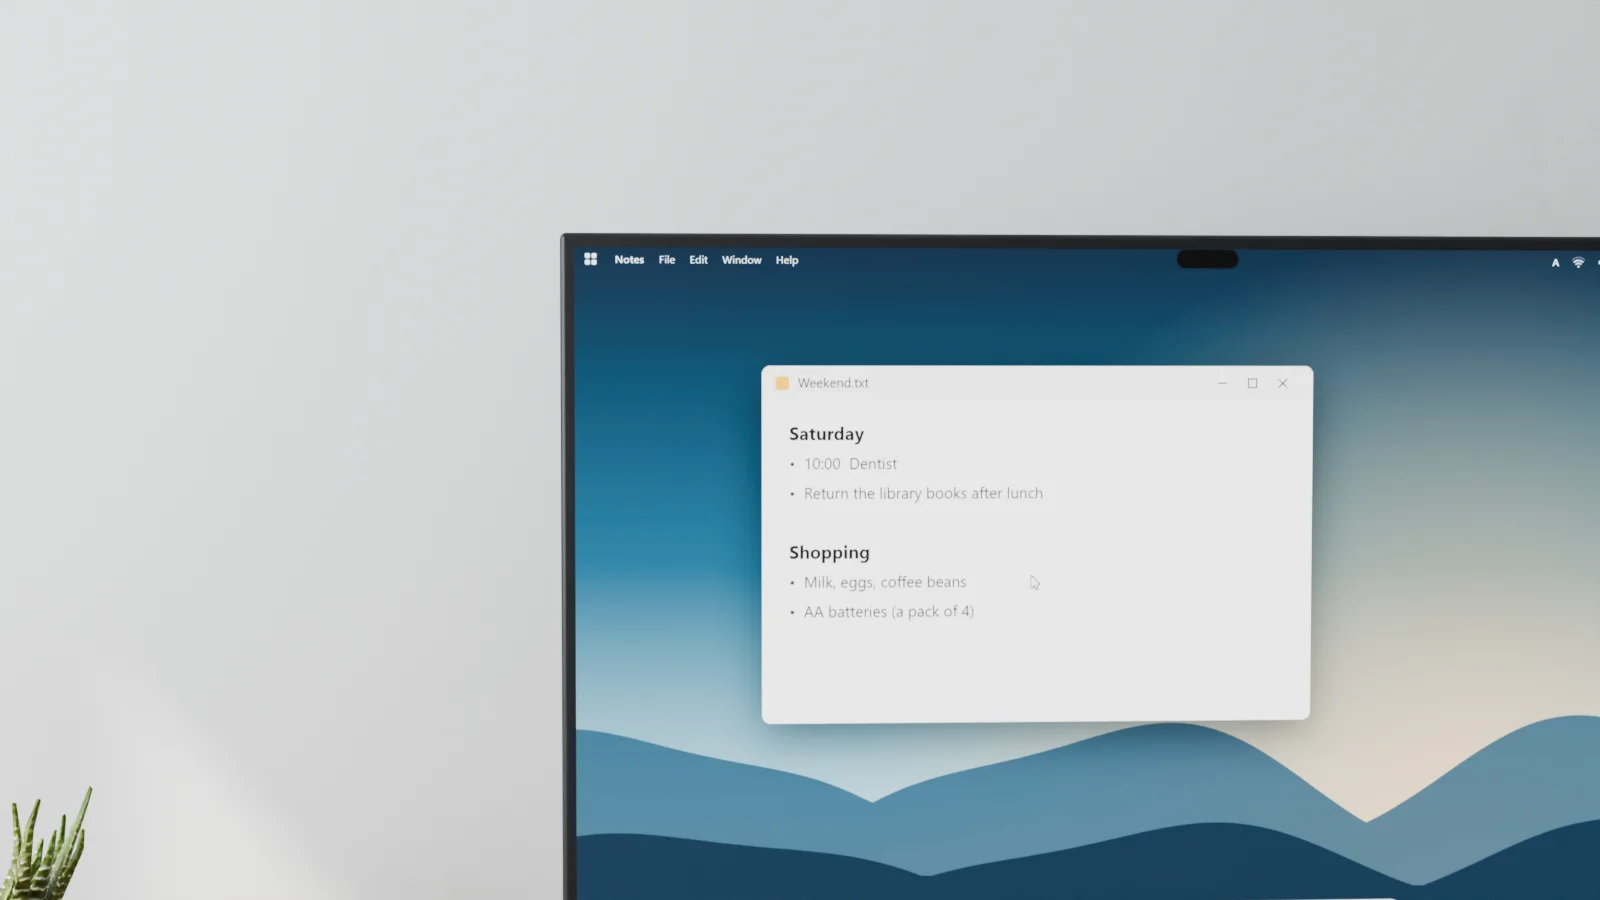 Notes File Edit Window Help
A
Weekend.txt
Saturday
• 10:00 Dentist
• Return the library books after lunch
Shopping
• Milk, eggs, coffee beans
• AA batteries (a pack of 4)